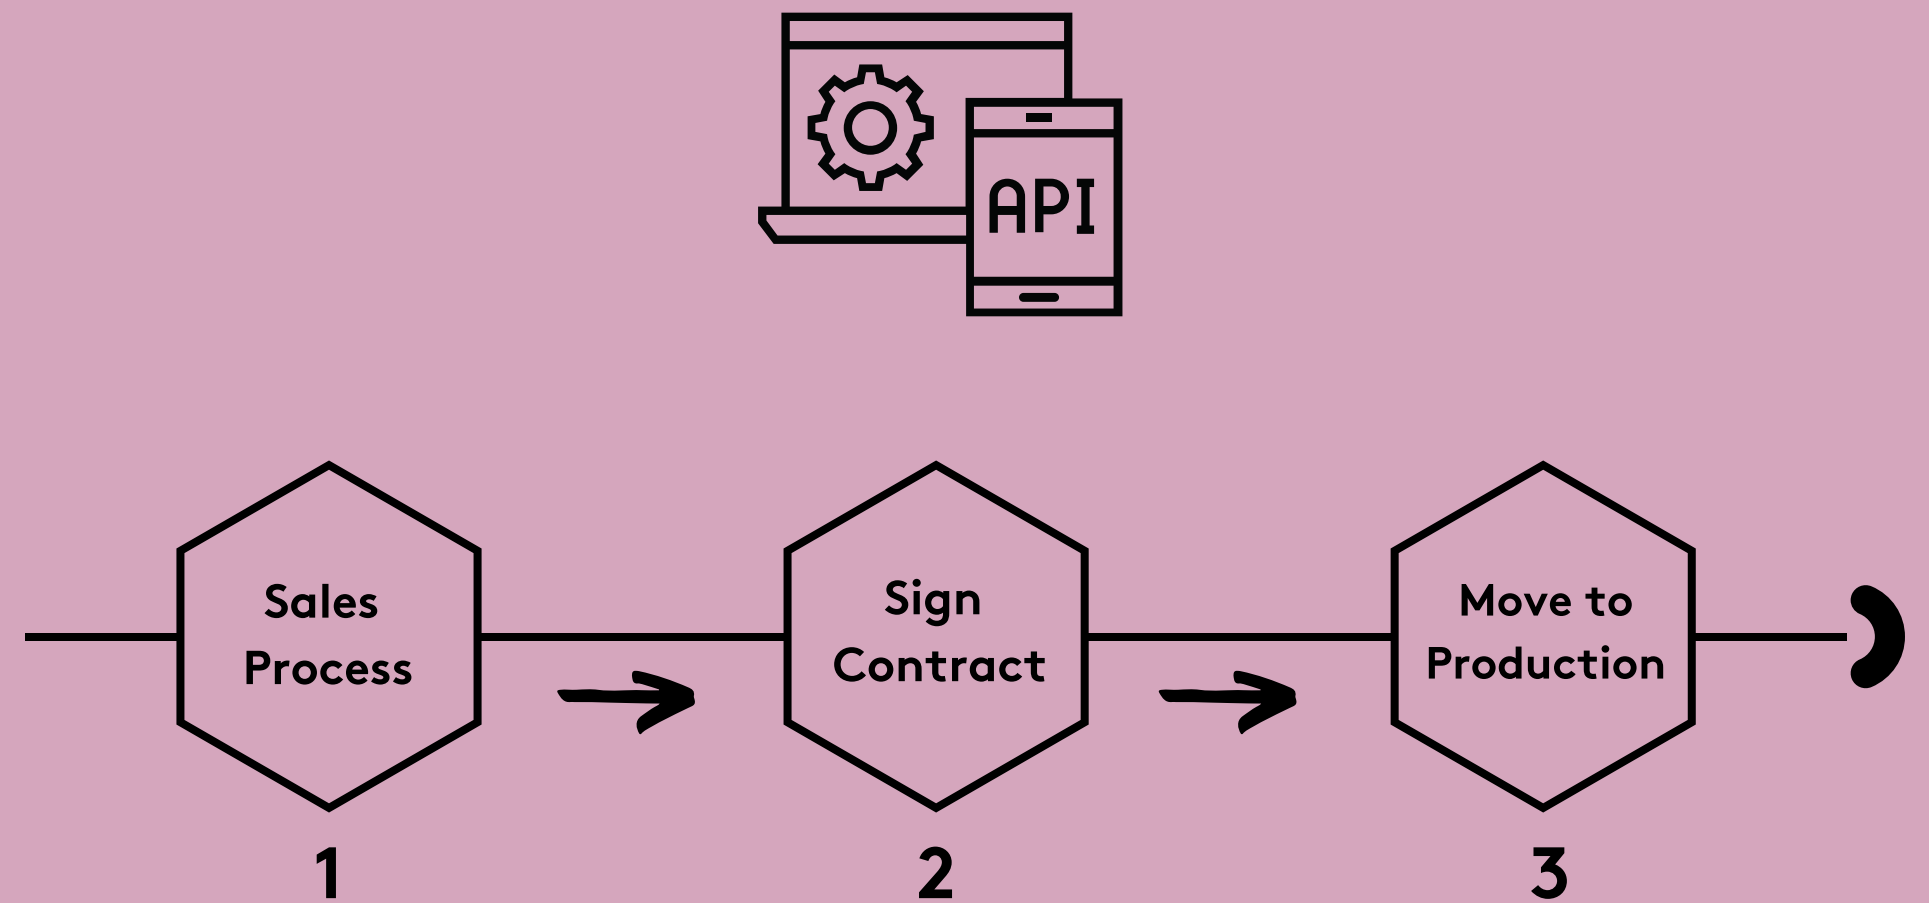 API
Sales
Process
Sign
Contract
Move to
Production
1
2
3